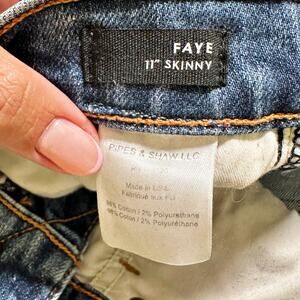 FAYE
11" SKINNY
PIPES & SHAW LLC
Made in USA
Fabriqué aux EU
98% Cotton / 2% Polyurethane
98% Coton / 2% Polyuréthane